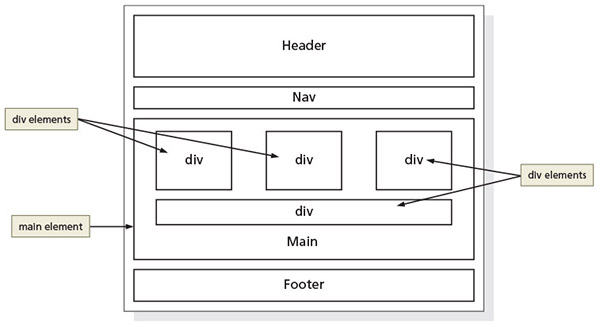 Header
Nav
div elements
div
div
div
div elements
div
main element
Main
Footer